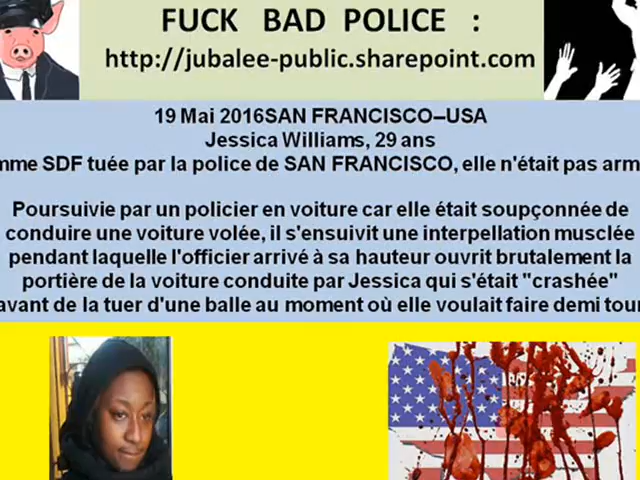 FUCK BAD POLICE :
http://jubalee-public.sharepoint.com
19 Mai 2016SAN FRANCISCO–USA
Jessica Williams, 29 ans
mme SDF tuée par la police de SAN FRANCISCO, elle n'était pas arm
Poursuivie par un policier en voiture car elle était soupçonnée de
conduire une voiture volée, il s'ensuivit une interpellation musclée
pendant laquelle l'officier arrivé à sa hauteur ouvrit brutalement la
portière de la voiture conduite par Jessica qui s'était "crashée"
avant de la tuer d'une balle au moment où elle voulait faire demi tour